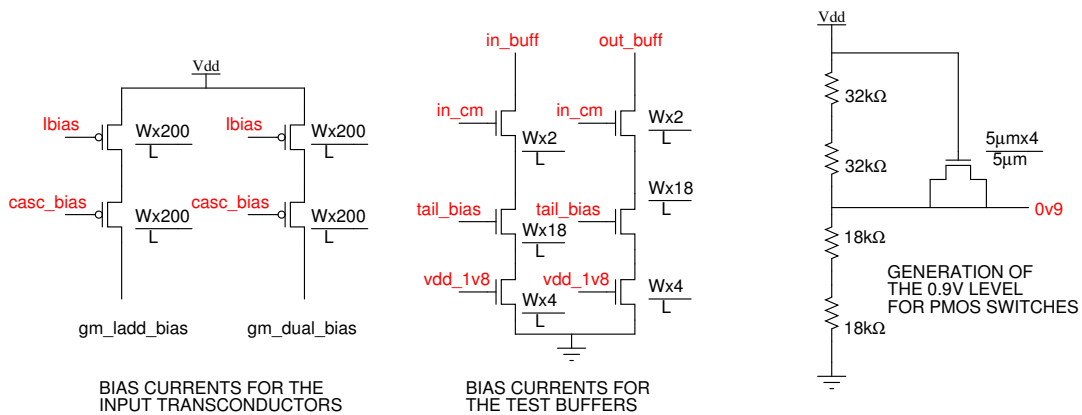 Vdd
Ibias
Wx200
L
Ibias
Wx200
L
casc_bias
Wx200
L
casc_bias
Wx200
L
gm_ladd_bias
gm_dual_bias
BIAS CURRENTS FOR THE
INPUT TRANSCONDUCTORS
in_buff
out_buff
in_cm
Wx2
L
in_cm
Wx2
L
tail_bias
Wx18
L
tail_bias
Wx18
L
vdd_1v8
Wx4
L
vdd_1v8
Wx4
L
BIAS CURRENTS FOR
THE TEST BUFFERS
Vdd
32kΩ
32kΩ
5μmx4
5μm
0v9
18kΩ
18kΩ
GENERATION OF
THE 0.9V LEVEL
FOR PMOS SWITCHES